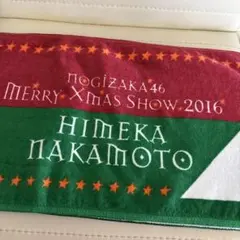 NOGIZAKA46
MERRY XMAS SHOW 2016
HIMEKA
NAKAMOTO